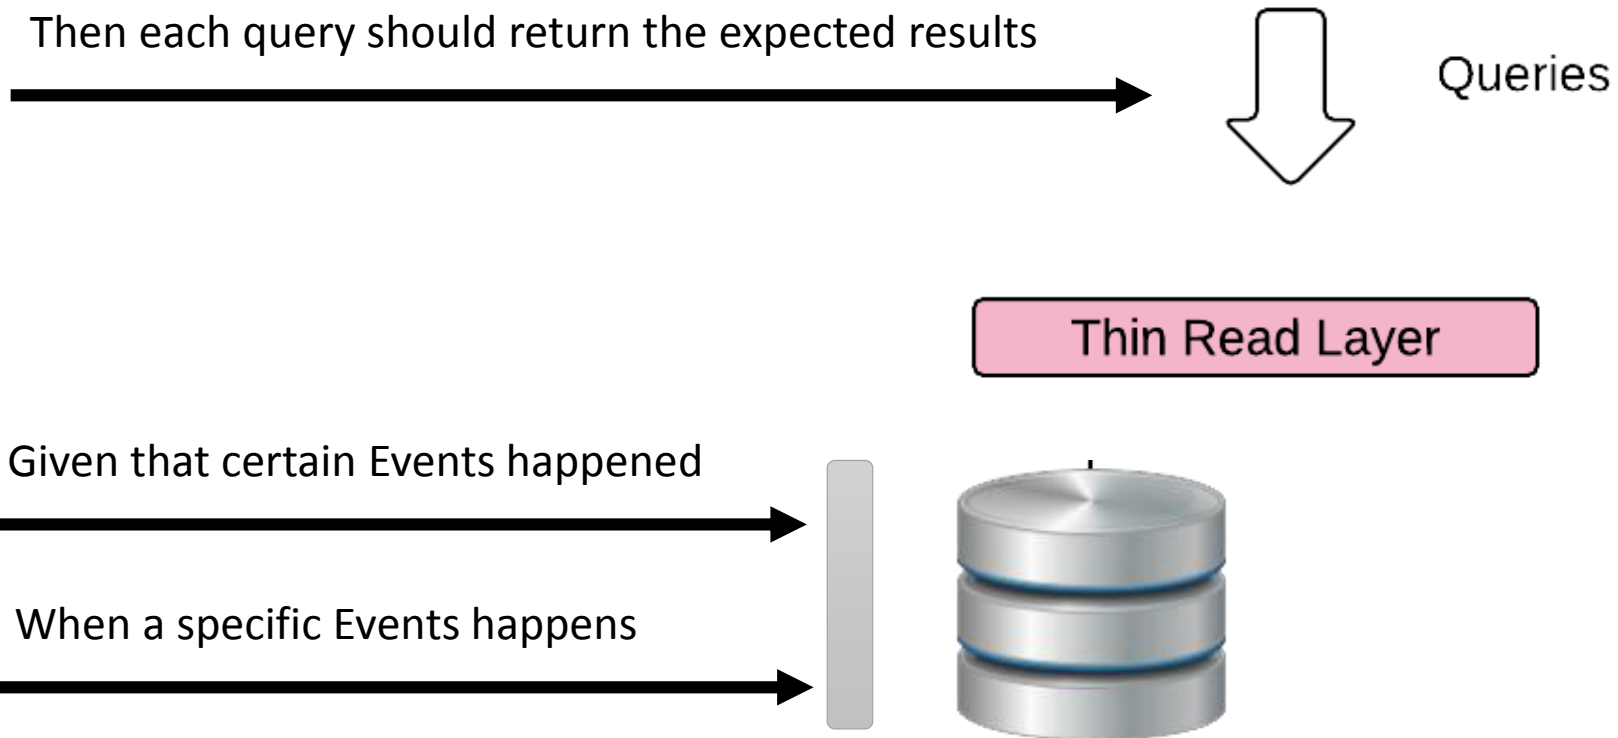 Then each query should return the expected results
Queries
Thin Read Layer
Given that certain Events happened
When a specific Events happens